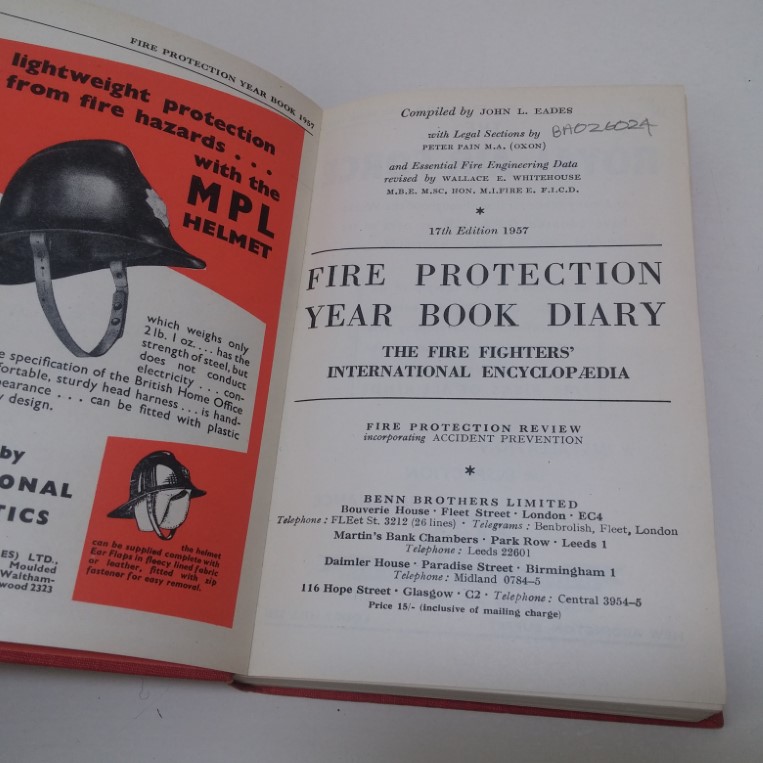 FIRE PROTECTION YEAR BOOK 1957
lightweight protection
from fire hazards . . .
with the
MPL
HELMET
which weighs only
2 lb. 1 oz. . . . has the
strength of steel, but
does not conduct
electricity . . . con-
specification of the British Home Office
fortable, sturdy head harness . . . is hand-
pearance . . . can be fitted with plastic
design.
by
IONAL
TICS
ES) LTD.,
Moulded
Waltham-
wood 2323
the helmet
can be supplied complete with
Ear Flaps in fleecy lined fabric
or leather, fitted with zip
fastener for easy removal.
Compiled by JOHN L. EADES
with Legal Sections by
PETER PAIN M.A. (OXON)
BA026024
and Essential Fire Engineering Data
revised by WALLACE E. WHITEHOUSE
M.B.E. M.SC. HON. M.I.FIRE E. F.I.C.D.
*
17th Edition 1957
FIRE PROTECTION
YEAR BOOK DIARY
THE FIRE FIGHTERS'
INTERNATIONAL ENCYCLOPÆDIA
FIRE PROTECTION REVIEW
incorporating ACCIDENT PREVENTION
*
BENN BROTHERS LIMITED
Bouverie House · Fleet Street · London · EC4
Telephone: FLEet St. 3212 (26 lines) · Telegrams: Benbrolish, Fleet, London
Martin's Bank Chambers · Park Row · Leeds 1
Telephone: Leeds 22601
Daimler House · Paradise Street · Birmingham 1
Telephone: Midland 0784-5
116 Hope Street · Glasgow · C2 · Telephone: Central 3954-5
Price 15/- (inclusive of mailing charge)